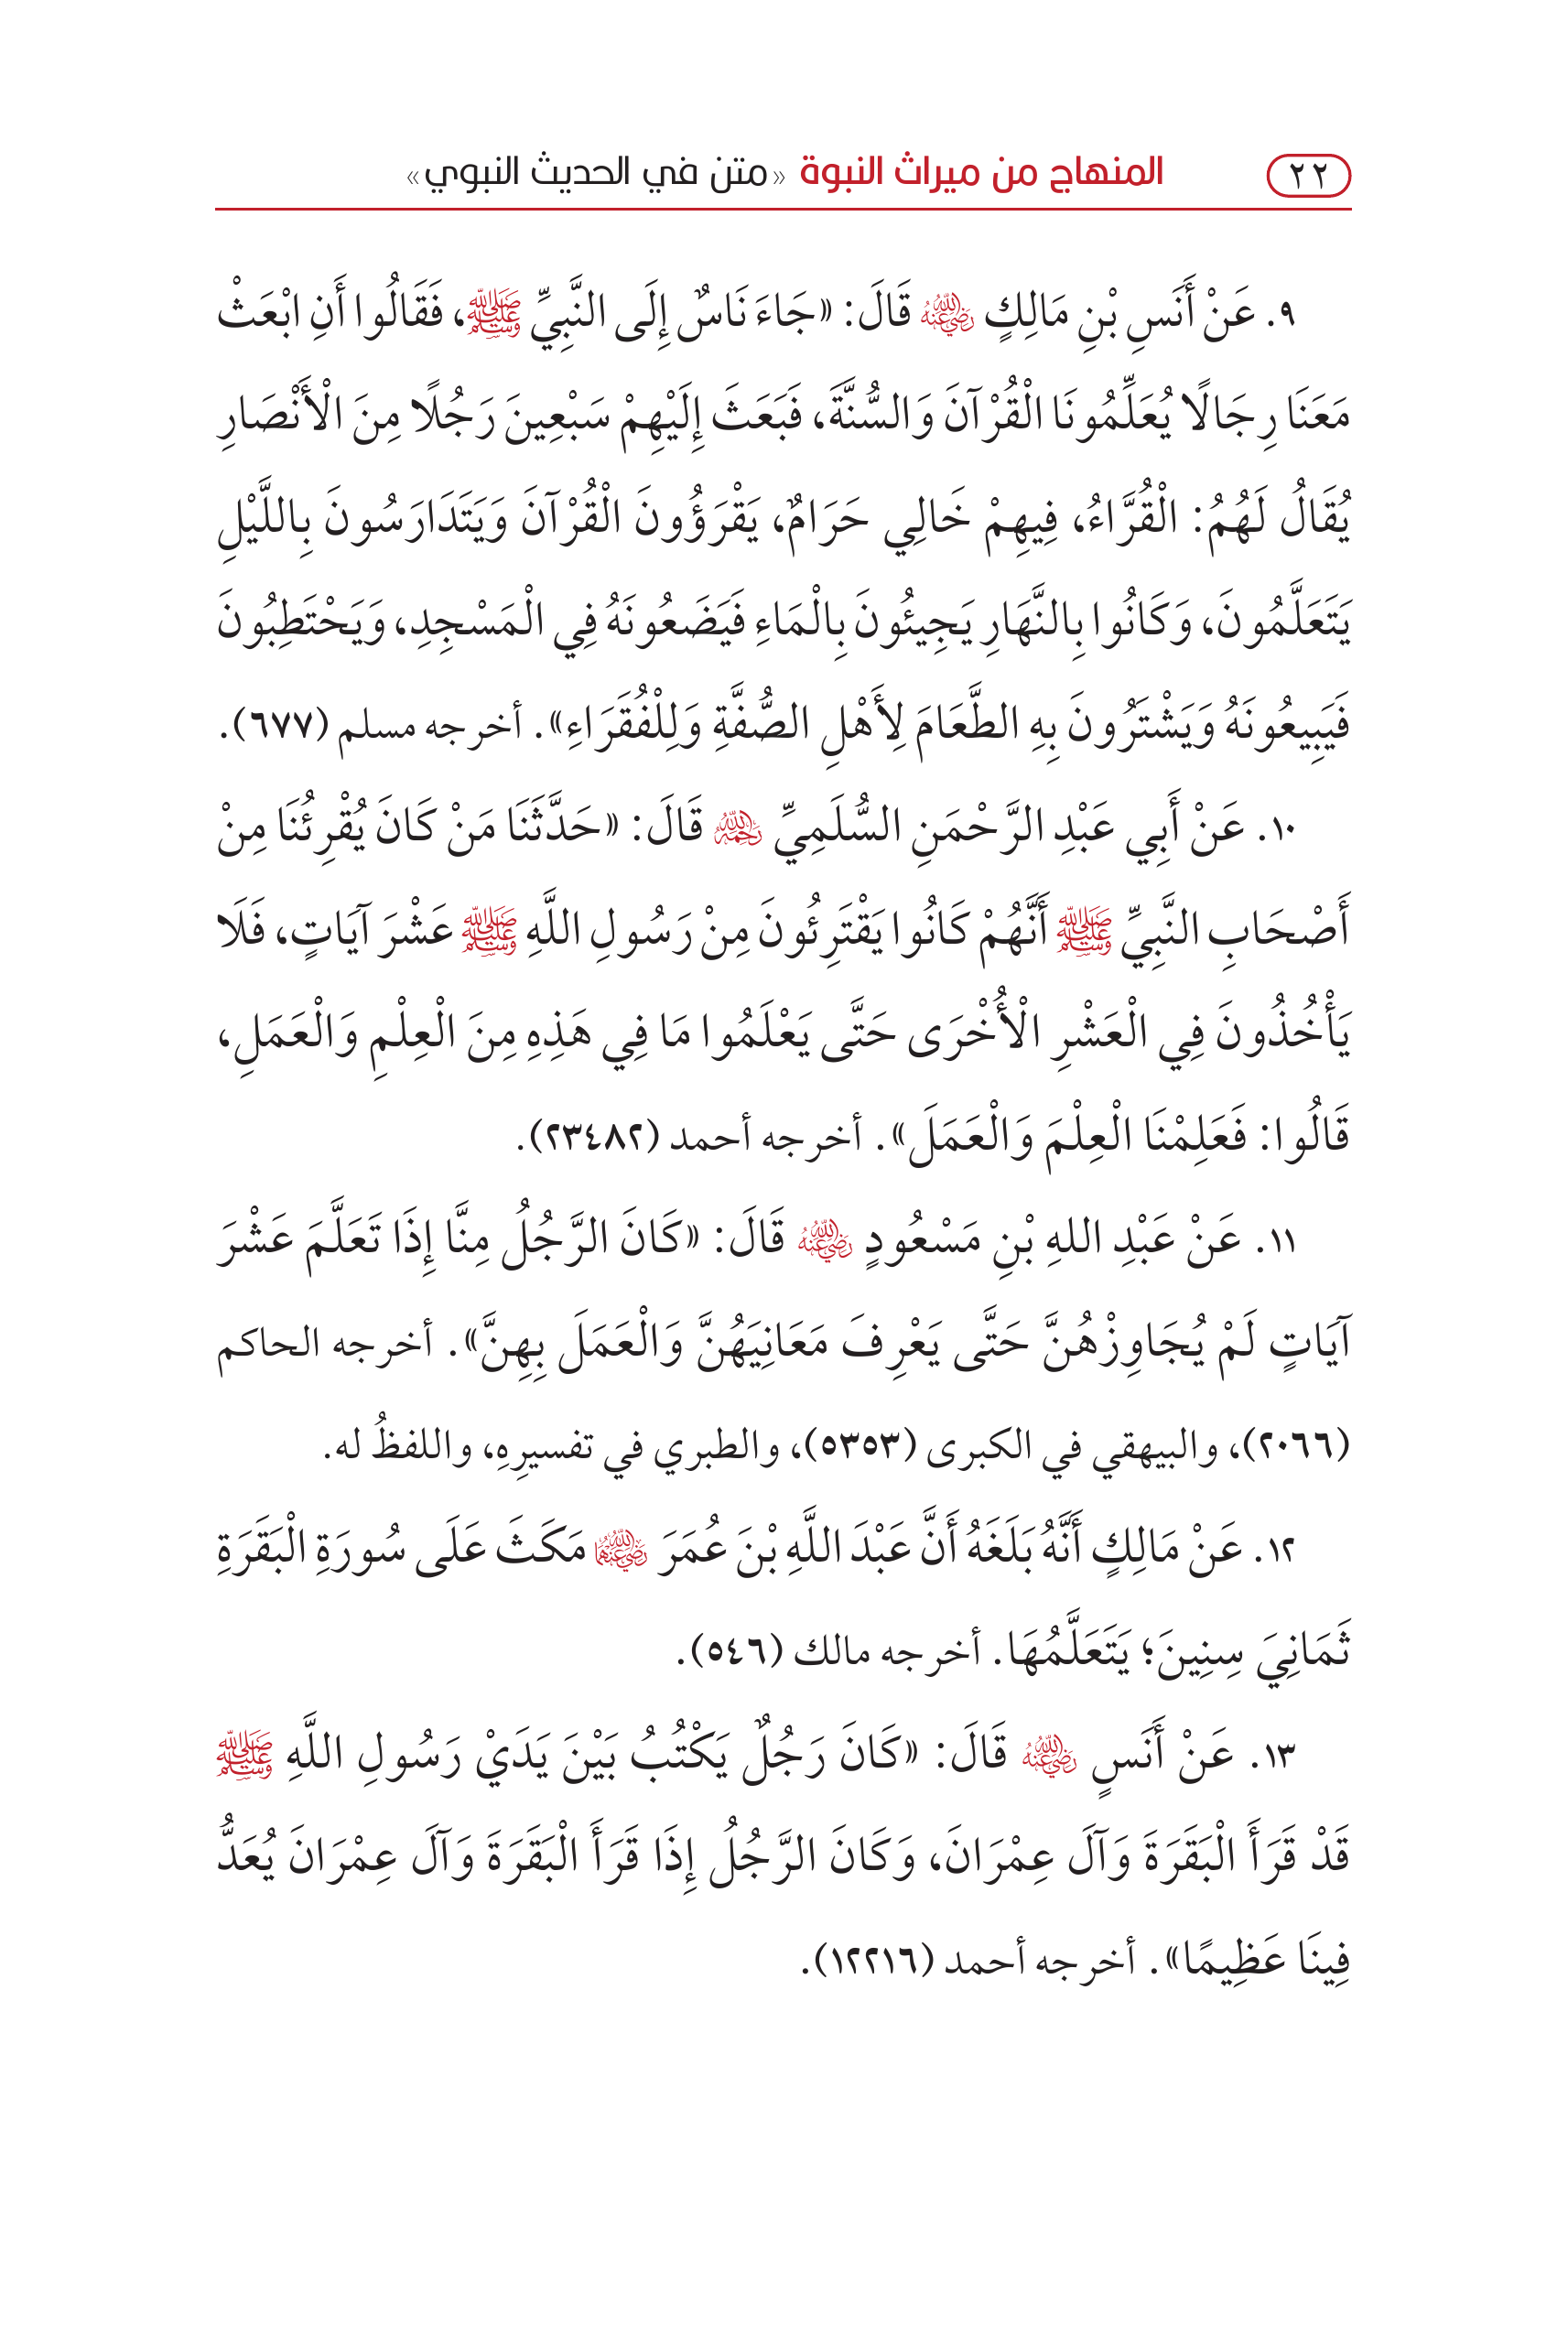 ٢٢ المنهاج من ميراث النبوة «متن في الحديث النبوي»
٩. عَنْ أَنَسِ بْنِ مَالِكٍ رَضِيَ اللَّهُ عَنْهُ قَالَ: «جَاءَ نَاسٌ إِلَى النَّبِيِّ ﷺ، فَقَالُوا أَنِ ابْعَثْ
مَعَنَا رِجَالًا يُعَلِّمُونَا الْقُرْآنَ وَالسُّنَّةَ، فَبَعَثَ إِلَيْهِمْ سَبْعِينَ رَجُلًا مِنَ الْأَنْصَارِ
يُقَالُ لَهُمُ: الْقُرَّاءُ، فِيهِمْ خَالِي حَرَامٌ، يَقْرَؤُونَ الْقُرْآنَ وَيَتَدَارَسُونَ بِاللَّيْلِ
يَتَعَلَّمُونَ، وَكَانُوا بِالنَّهَارِ يَجِيئُونَ بِالْمَاءِ فَيَضَعُونَهُ فِي الْمَسْجِدِ، وَيَحْتَطِبُونَ
فَيَبِيعُونَهُ وَيَشْتَرُونَ بِهِ الطَّعَامَ لِأَهْلِ الصُّفَّةِ وَلِلْفُقَرَاءِ». أخرجه مسلم (٦٧٧).
١٠. عَنْ أَبِي عَبْدِ الرَّحْمَنِ السُّلَمِيِّ رَحِمَهُ اللَّهُ قَالَ: «حَدَّثَنَا مَنْ كَانَ يُقْرِئُنَا مِنْ
أَصْحَابِ النَّبِيِّ ﷺ أَنَّهُمْ كَانُوا يَقْتَرِئُونَ مِنْ رَسُولِ اللَّهِ ﷺ عَشْرَ آيَاتٍ، فَلَا
يَأْخُذُونَ فِي الْعَشْرِ الْأُخْرَى حَتَّى يَعْلَمُوا مَا فِي هَذِهِ مِنَ الْعِلْمِ وَالْعَمَلِ،
قَالُوا: فَعَلِمْنَا الْعِلْمَ وَالْعَمَلَ». أخرجه أحمد (٢٣٤٨٢).
١١. عَنْ عَبْدِ اللهِ بْنِ مَسْعُودٍ رَضِيَ اللَّهُ عَنْهُ قَالَ: «كَانَ الرَّجُلُ مِنَّا إِذَا تَعَلَّمَ عَشْرَ
آيَاتٍ لَمْ يُجَاوِزْهُنَّ حَتَّى يَعْرِفَ مَعَانِيَهُنَّ وَالْعَمَلَ بِهِنَّ». أخرجه الحاكم
(٢٠٦٦)، والبيهقي في الكبرى (٥٣٥٣)، والطبري في تفسيرِهِ، واللفظُ له.
١٢. عَنْ مَالِكٍ أَنَّهُ بَلَغَهُ أَنَّ عَبْدَ اللَّهِ بْنَ عُمَرَ رَضِيَ اللَّهُ عَنْهُمَا مَكَثَ عَلَى سُورَةِ الْبَقَرَةِ
ثَمَانِيَ سِنِينَ؛ يَتَعَلَّمُهَا. أخرجه مالك (٥٤٦).
١٣. عَنْ أَنَسٍ رَضِيَ اللَّهُ عَنْهُ قَالَ: «كَانَ رَجُلٌ يَكْتُبُ بَيْنَ يَدَيْ رَسُولِ اللَّهِ ﷺ
قَدْ قَرَأَ الْبَقَرَةَ وَآلَ عِمْرَانَ، وَكَانَ الرَّجُلُ إِذَا قَرَأَ الْبَقَرَةَ وَآلَ عِمْرَانَ يُعَدُّ
فِينَا عَظِيمًا». أخرجه أحمد (١٢٢١٦).